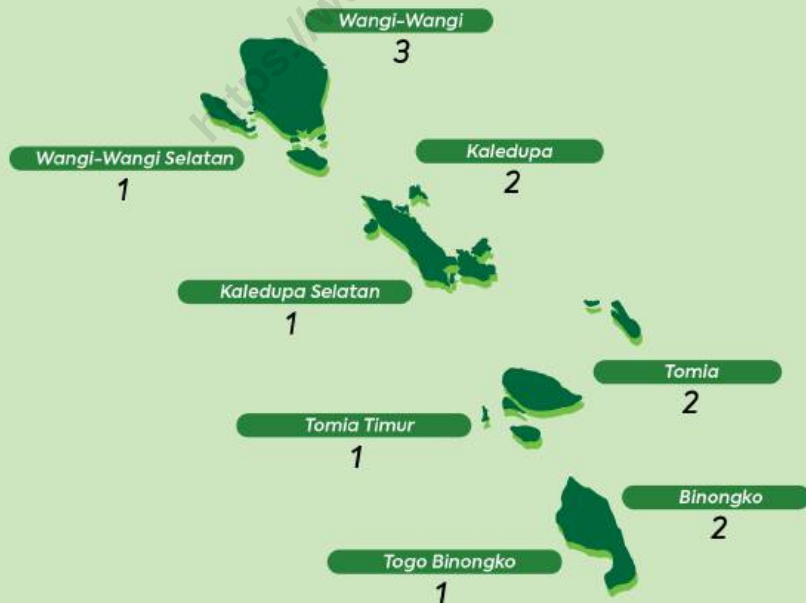 Wangi-Wangi
3
https://w
Wangi-Wangi Selatan
1
Kaledupa
2
Kaledupa Selatan
1
Tomia
2
Tomia Timur
1
Binongko
2
Togo Binongko
1